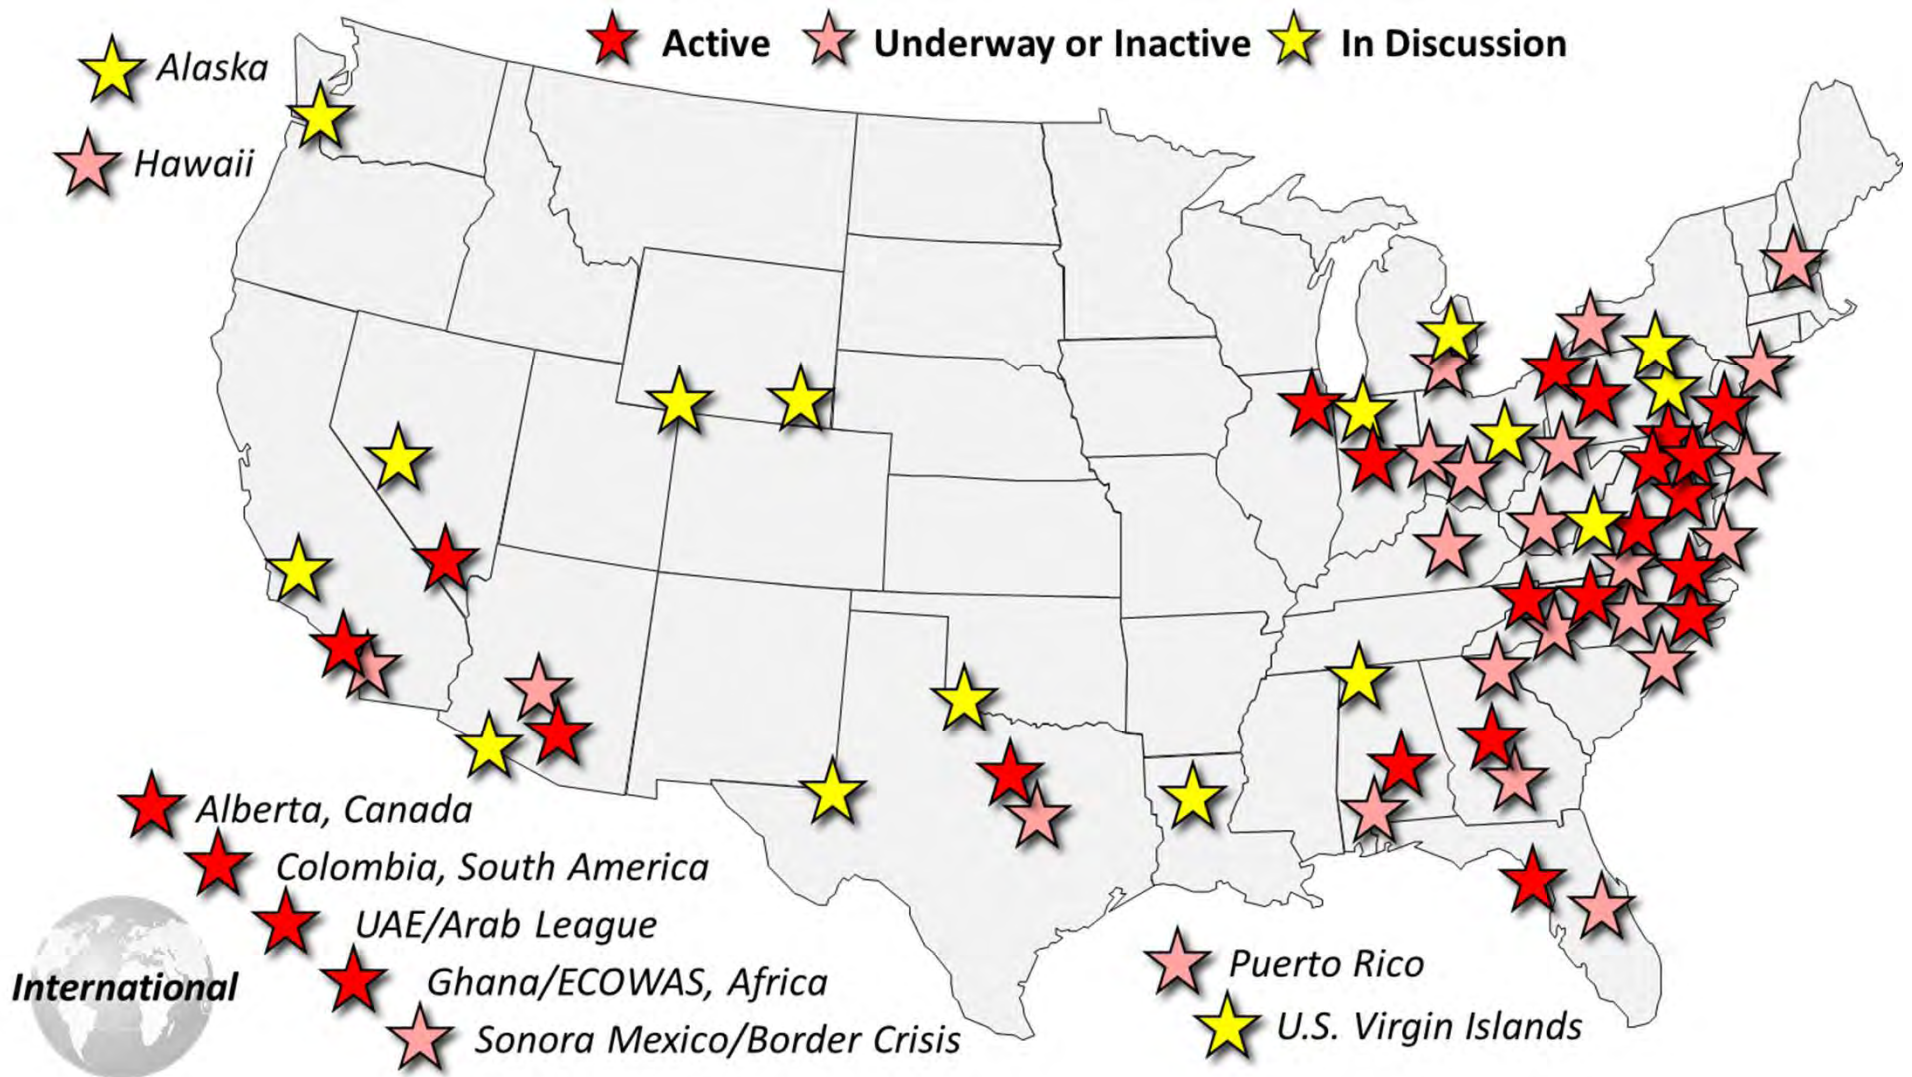 Active
Underway or Inactive
In Discussion
Alaska
Hawaii
Alberta, Canada
Colombia, South America
UAE/Arab League
Ghana/ECOWAS, Africa
Sonora Mexico/Border Crisis
International
Puerto Rico
U.S. Virgin Islands